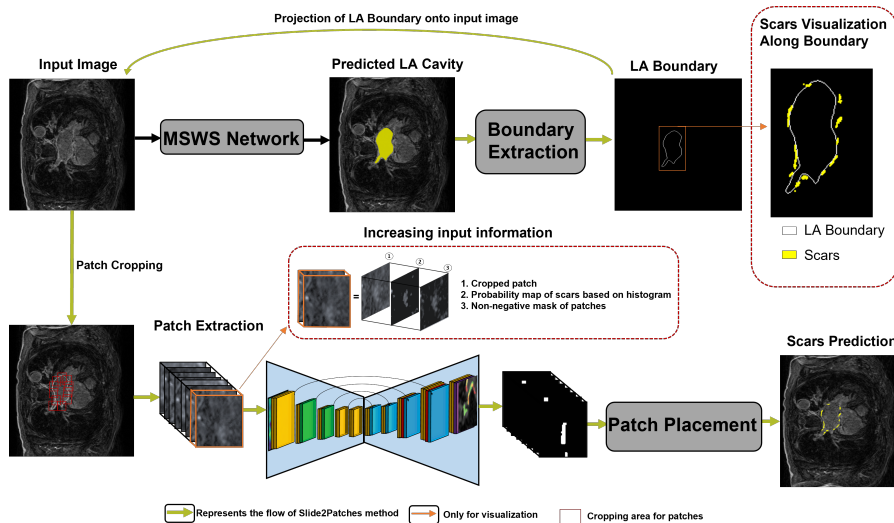 Projection of LA Boundary onto input image
Scars Visualization
Along Boundary
Input Image
Predicted LA Cavity
LA Boundary
MSWS Network
Boundary
Extraction
LA Boundary
Scars
Patch Cropping
Increasing input information
1
2
3
=
1. Cropped patch
2. Probability map of scars based on histogram
3. Non-negative mask of patches
Patch Extraction
Scars Prediction
Patch Placement
Represents the flow of Slide2Patches method
Only for visualization
Cropping area for patches